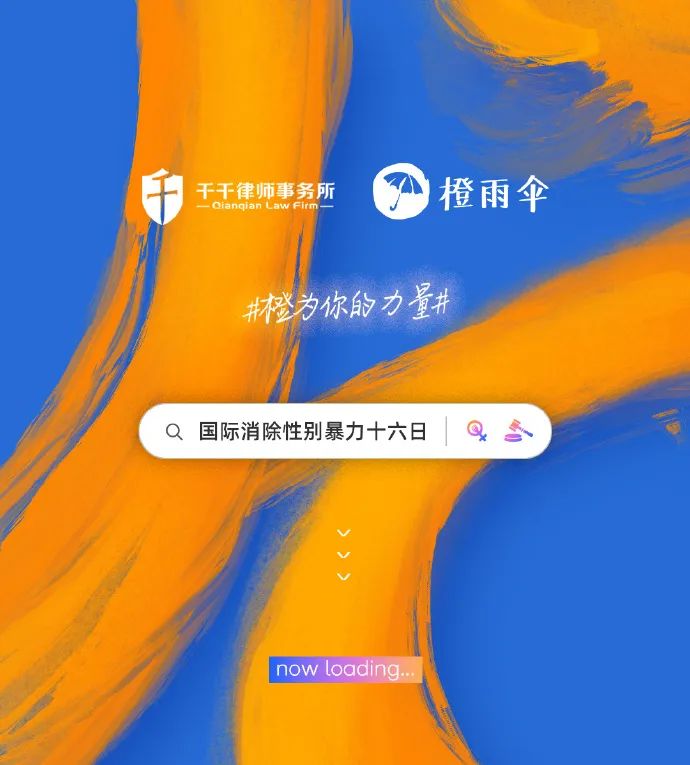 千
千千律师事务所
Qianqian Law Firm
橙雨伞
#橙为你的力量#
国际消除性别暴力十六日
now loading...